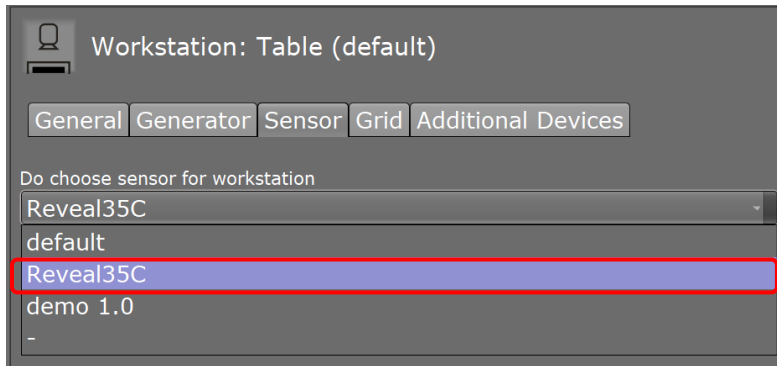 Workstation: Table (default)
General Generator Sensor Grid Additional Devices
Do choose sensor for workstation
Reveal35C
default
Reveal35C
demo 1.0
-